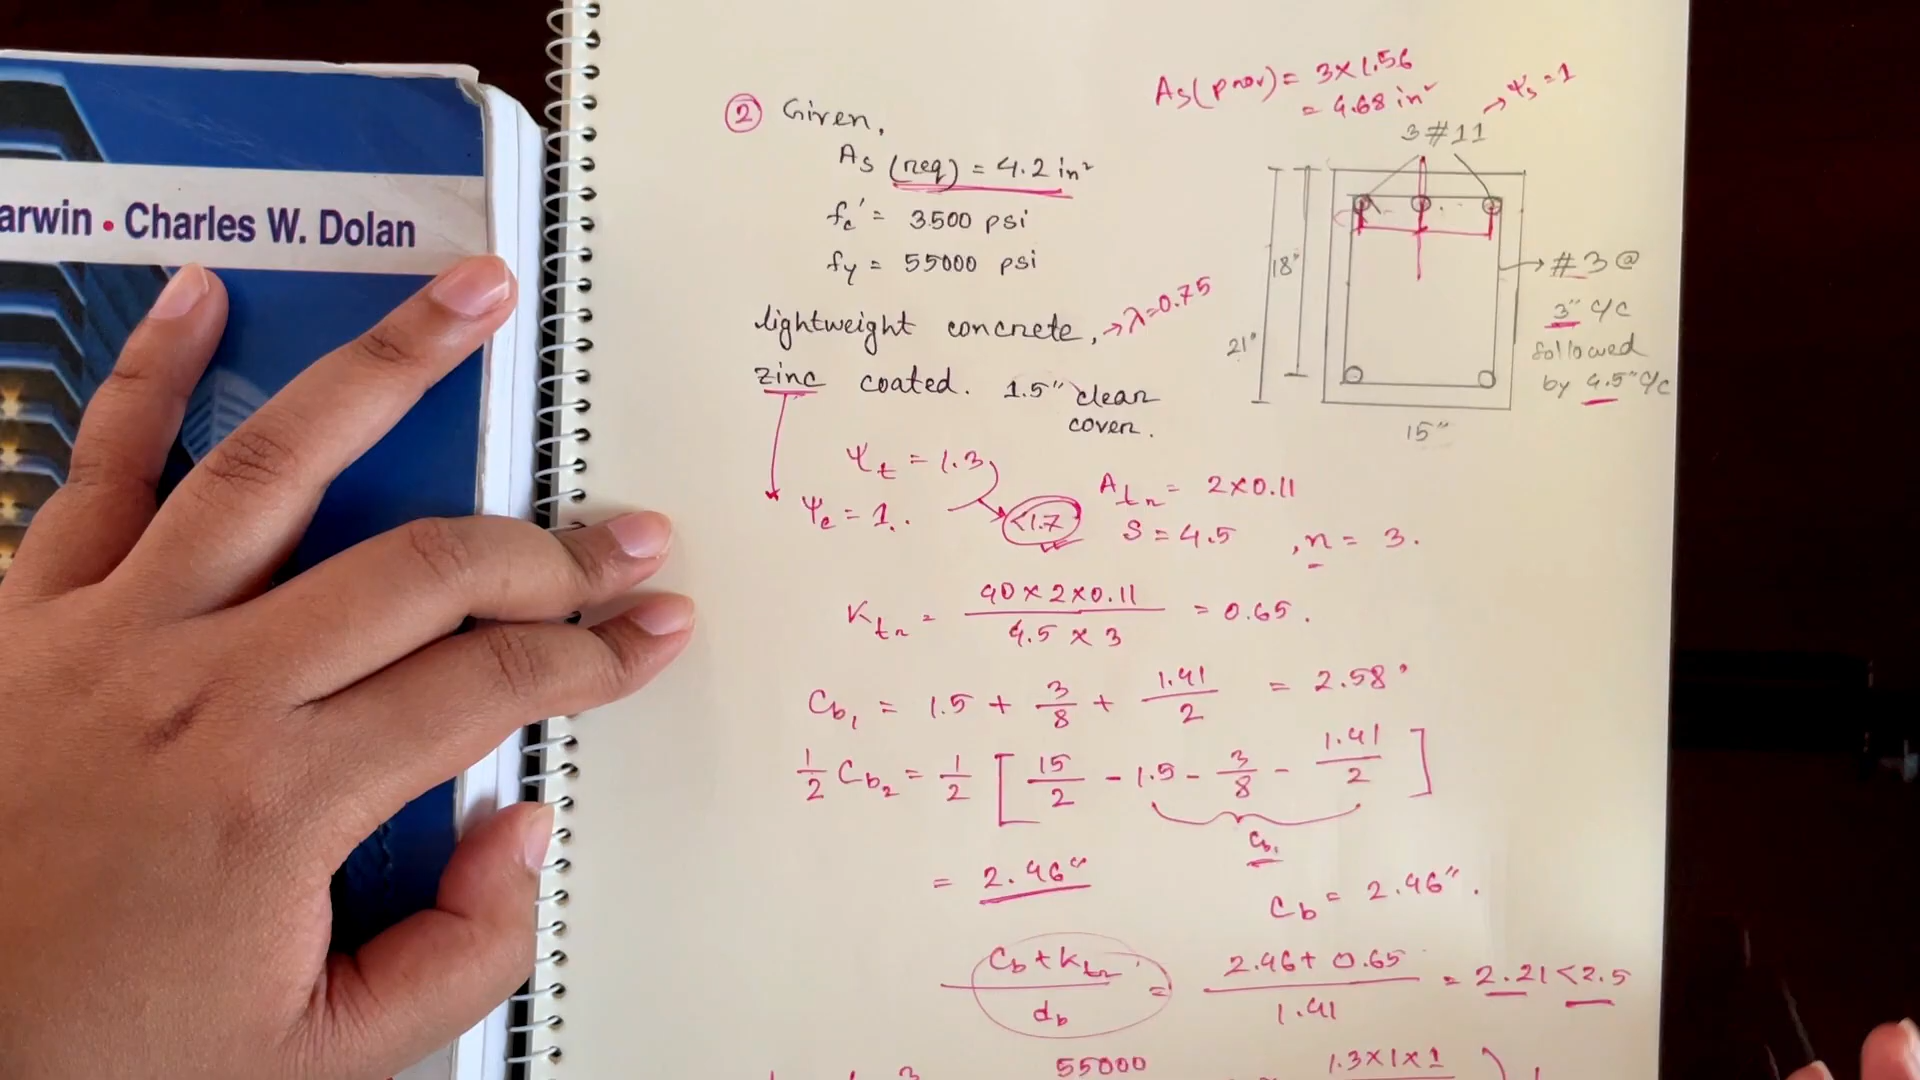 arwin • Charles W. Dolan
② Given,
As (req) = 4.2 in²
fc' = 3500 psi
fy = 55000 psi
lightweight concrete, → λ=0.75
zinc coated. 1.5" clear
cover.
As(prov) = 3×1.56
= 4.68 in²
→ Ψs = 1
3#11
18"
21"
15"
→ #3 @
3" c/c
followed
by 4.5" c/c
Ψt = 1.3
Ψe = 1..
<1.7
Atr = 2×0.11
S = 4.5 , n = 3.
Ktr = 40×2×0.11 / 4.5 × 3 = 0.65.
Cb1 = 1.5 + 3/8 + 1.41/2 = 2.58"
1/2 Cb2 = 1/2 [ 15/2 - 1.5 - 3/8 - 1.41/2 ]
Cb1
= 2.46"
Cb = 2.46".
Cb + Ktr / db = 2.46 + 0.65 / 1.41 = 2.21 < 2.5
3 55000 1.3×1×1